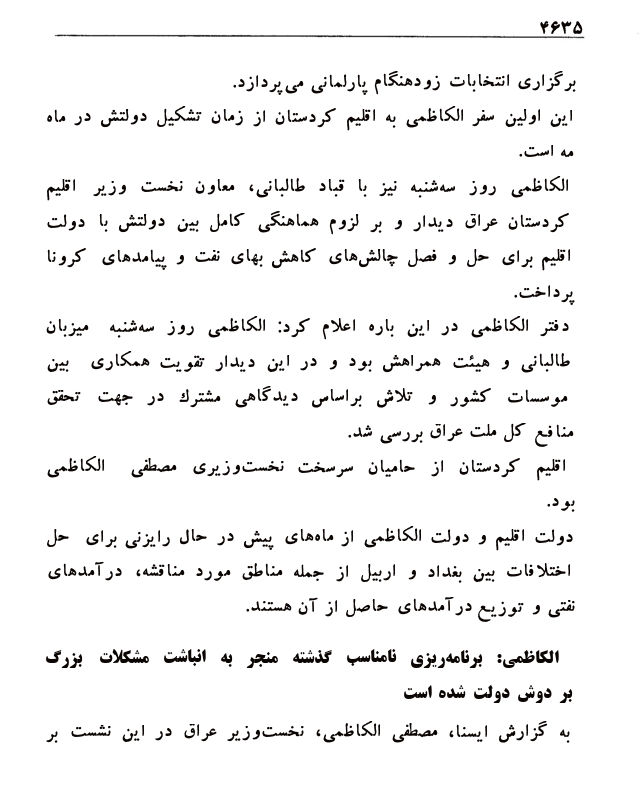 ۴۶۳۵
برگزاری انتخابات زودهنگام پارلمانی می‌پردازد.
این اولین سفر الکاظمی به اقلیم کردستان از زمان تشکیل دولتش در ماه
مه است.
الکاظمی روز سه‌شنبه نیز با قباد طالبانی، معاون نخست وزیر اقلیم
کردستان عراق دیدار و بر لزوم هماهنگی کامل بین دولتش با دولت
اقلیم برای حل و فصل چالش‌های کاهش بهای نفت و پیامدهای کرونا
پرداخت.
دفتر الکاظمی در این باره اعلام کرد: الکاظمی روز سه‌شنبه میزبان
طالبانی و هیئت همراهش بود و در این دیدار تقویت همکاری بین
موسسات کشور و تلاش براساس دیدگاهی مشترك در جهت تحقق
منافع کل ملت عراق بررسی شد.
اقلیم کردستان از حامیان سرسخت نخست‌وزیری مصطفی الکاظمی
بود.
دولت اقلیم و دولت الکاظمی از ماه‌های پیش در حال رایزنی برای حل
اختلافات بین بغداد و اربیل از جمله مناطق مورد مناقشه، درآمدهای
نفتی و توزیع درآمدهای حاصل از آن هستند.
الکاظمی: برنامه‌ریزی نامناسب گذشته منجر به انباشت مشکلات بزرگ
بر دوش دولت شده است
به گزارش ایسنا، مصطفی الکاظمی، نخست‌وزیر عراق در این نشست بر